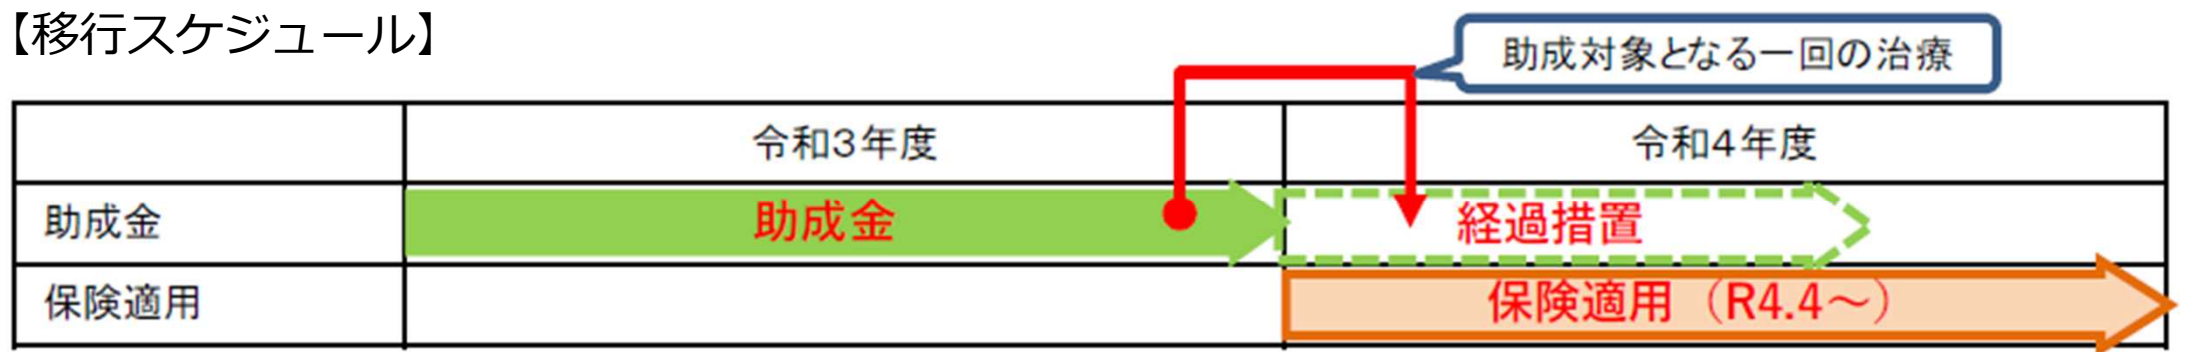 【移行スケジュール】
助成対象となる一回の治療
令和3年度
令和4年度
助成金
助成金
経過措置
保険適用
保険適用（R4.4～）